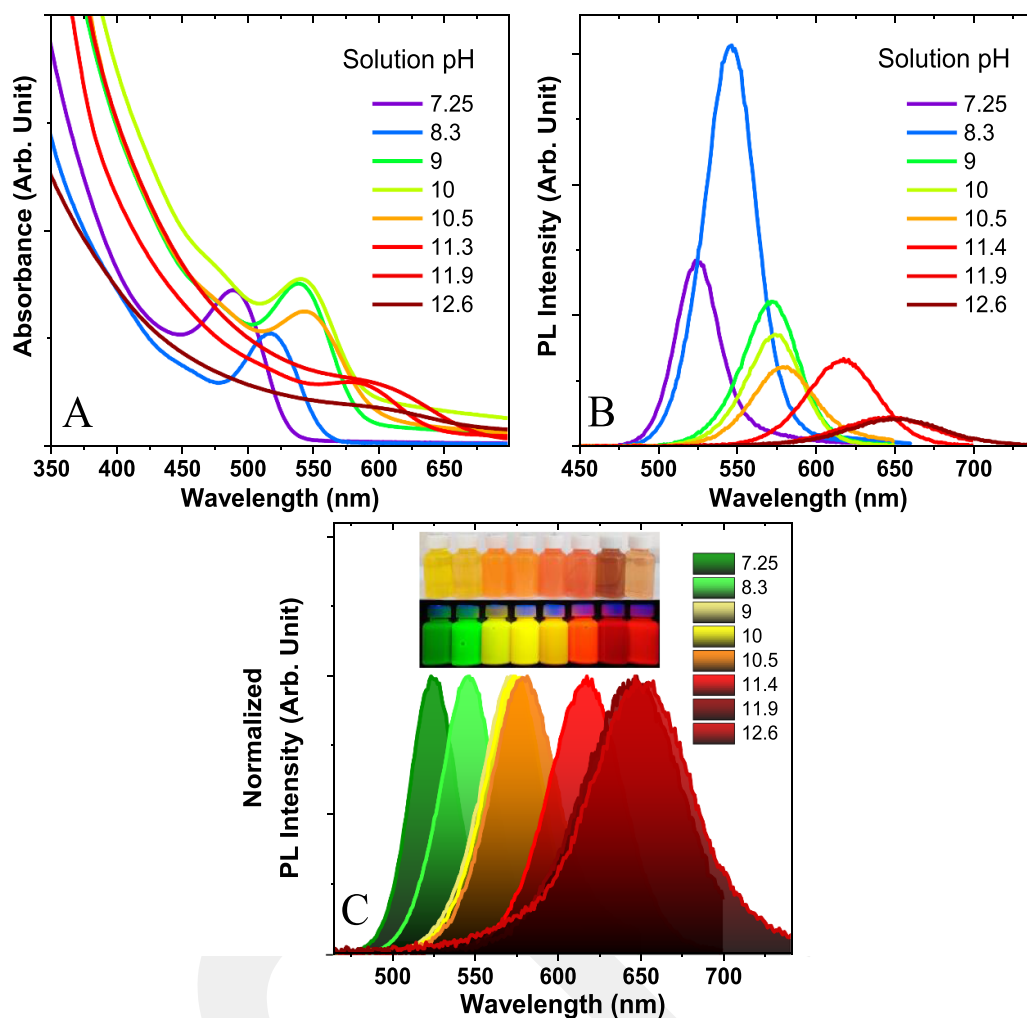 Absorbance (Arb. Unit)
Solution pH
7.25
8.3
9
10
10.5
11.3
11.9
12.6
A
350 400 450 500 550 600 650
Wavelength (nm)
PL Intensity (Arb. Unit)
Solution pH
7.25
8.3
9
10
10.5
11.4
11.9
12.6
B
450 500 550 600 650 700
Wavelength (nm)
Normalized
PL Intensity (Arb. Unit)
7.25
8.3
9
10
10.5
11.4
11.9
12.6
C
500 550 600 650 700
Wavelength (nm)